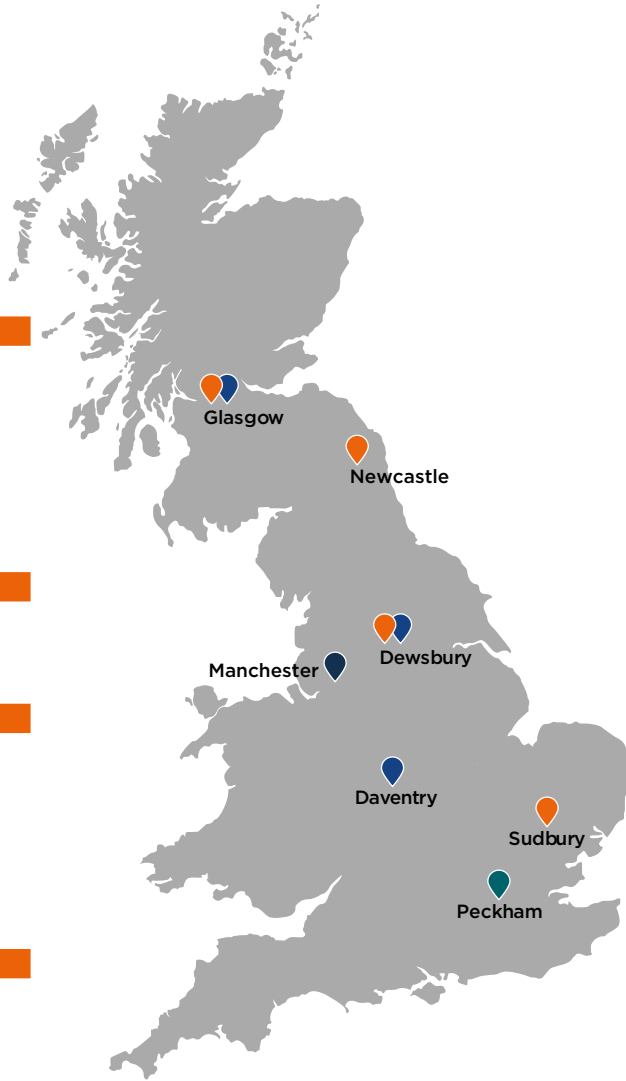 Glasgow
Newcastle
Dewsbury
Manchester
Daventry
Sudbury
Peckham